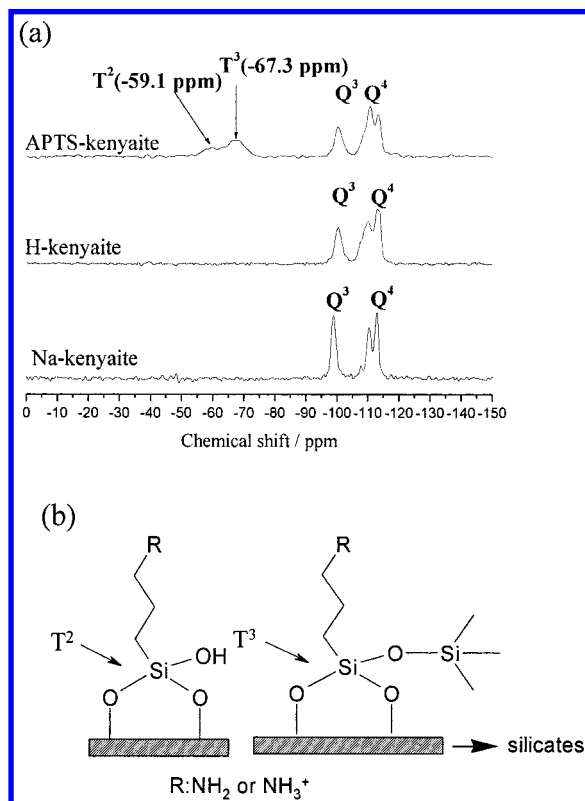 (a)
T²(-59.1 ppm)
T³(-67.3 ppm)
Q³ Q⁴
APTS-kenyaite
Q³ Q⁴
H-kenyaite
Q³ Q⁴
Na-kenyaite
0 -10 -20 -30 -40 -50 -60 -70 -80 -90 -100 -110 -120 -130 -140 -150
Chemical shift / ppm
(b)
R R
T² Si OH T³ Si O Si
O O O O
silicates
R:NH₂ or NH₃⁺